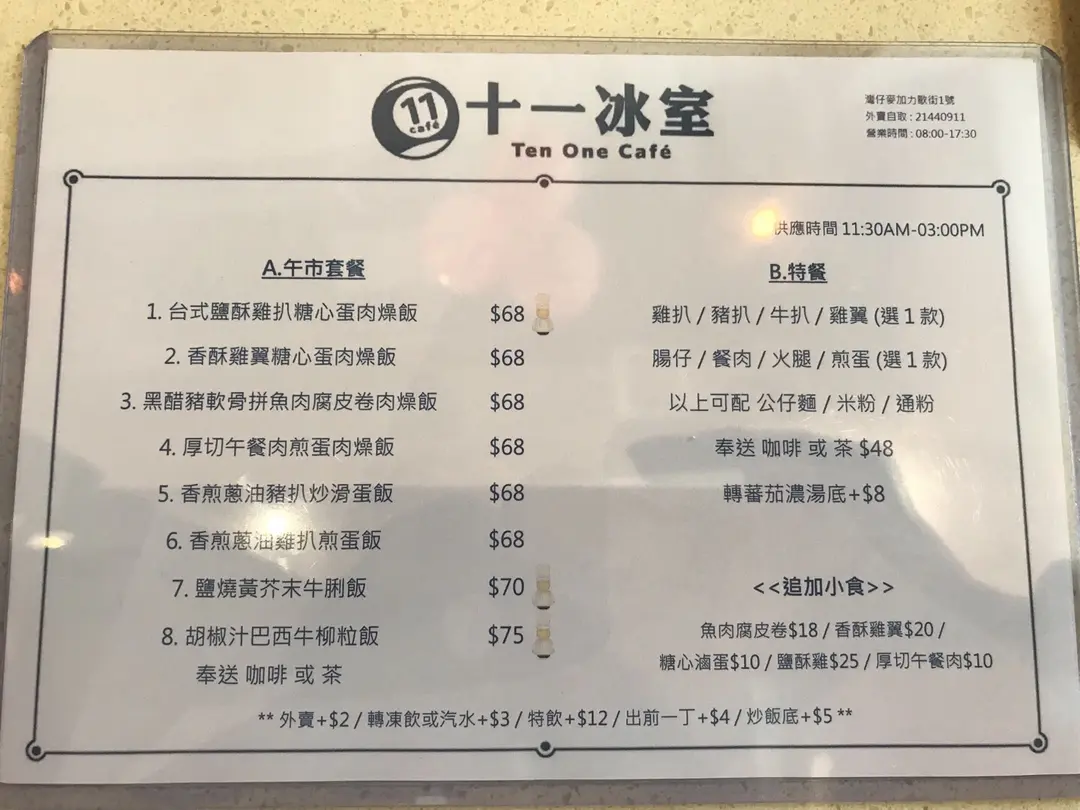 11
café
十一冰室
Ten One Café
灣仔麥加力歌街1號
外賣自取 : 21440911
營業時間 : 08:00-17:30
供應時間 11:30AM-03:00PM
A.午市套餐
1. 台式鹽酥雞扒糖心蛋肉燥飯 $68
2. 香酥雞翼糖心蛋肉燥飯 $68
3. 黑醋豬軟骨拼魚肉腐皮卷肉燥飯 $68
4. 厚切午餐肉煎蛋肉燥飯 $68
5. 香煎蔥油豬扒炒滑蛋飯 $68
6. 香煎蔥油雞扒煎蛋飯 $68
7. 鹽燒黃芥末牛脷飯 $70
8. 胡椒汁巴西牛柳粒飯 $75
奉送 咖啡 或 茶
B.特餐
雞扒 / 豬扒 / 牛扒 / 雞翼 (選 1 款)
腸仔 / 餐肉 / 火腿 / 煎蛋 (選 1 款)
以上可配 公仔麵 / 米粉 / 通粉
奉送 咖啡 或 茶 $48
轉蕃茄濃湯底+$8
<<追加小食>>
魚肉腐皮卷$18 / 香酥雞翼$20 /
糖心滷蛋$10 / 鹽酥雞$25 / 厚切午餐肉$10
** 外賣+$2 / 轉凍飲或汽水+$3 / 特飲+$12 / 出前一丁+$4 / 炒飯底+$5 **